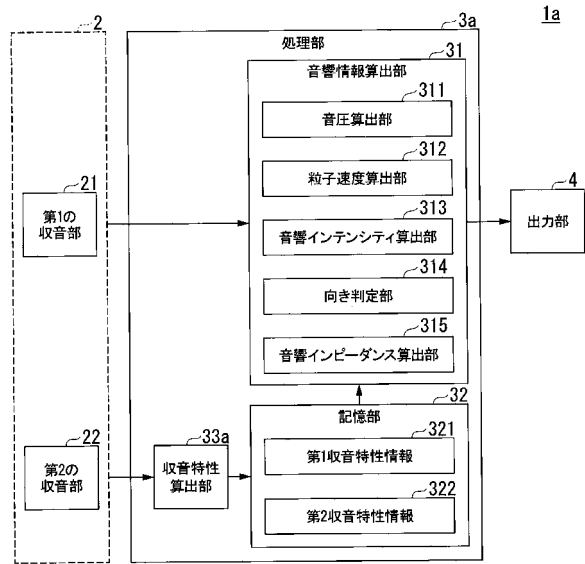 1a
2
3a
処理部
31
音響情報算出部
311
音圧算出部
312
粒子速度算出部
21
第1の
収音部
4
出力部
313
音響インテンシティ算出部
314
向き判定部
315
音響インピーダンス算出部
32
記憶部
22
第2の
収音部
33a
収音特性
算出部
321
第1収音特性情報
322
第2収音特性情報